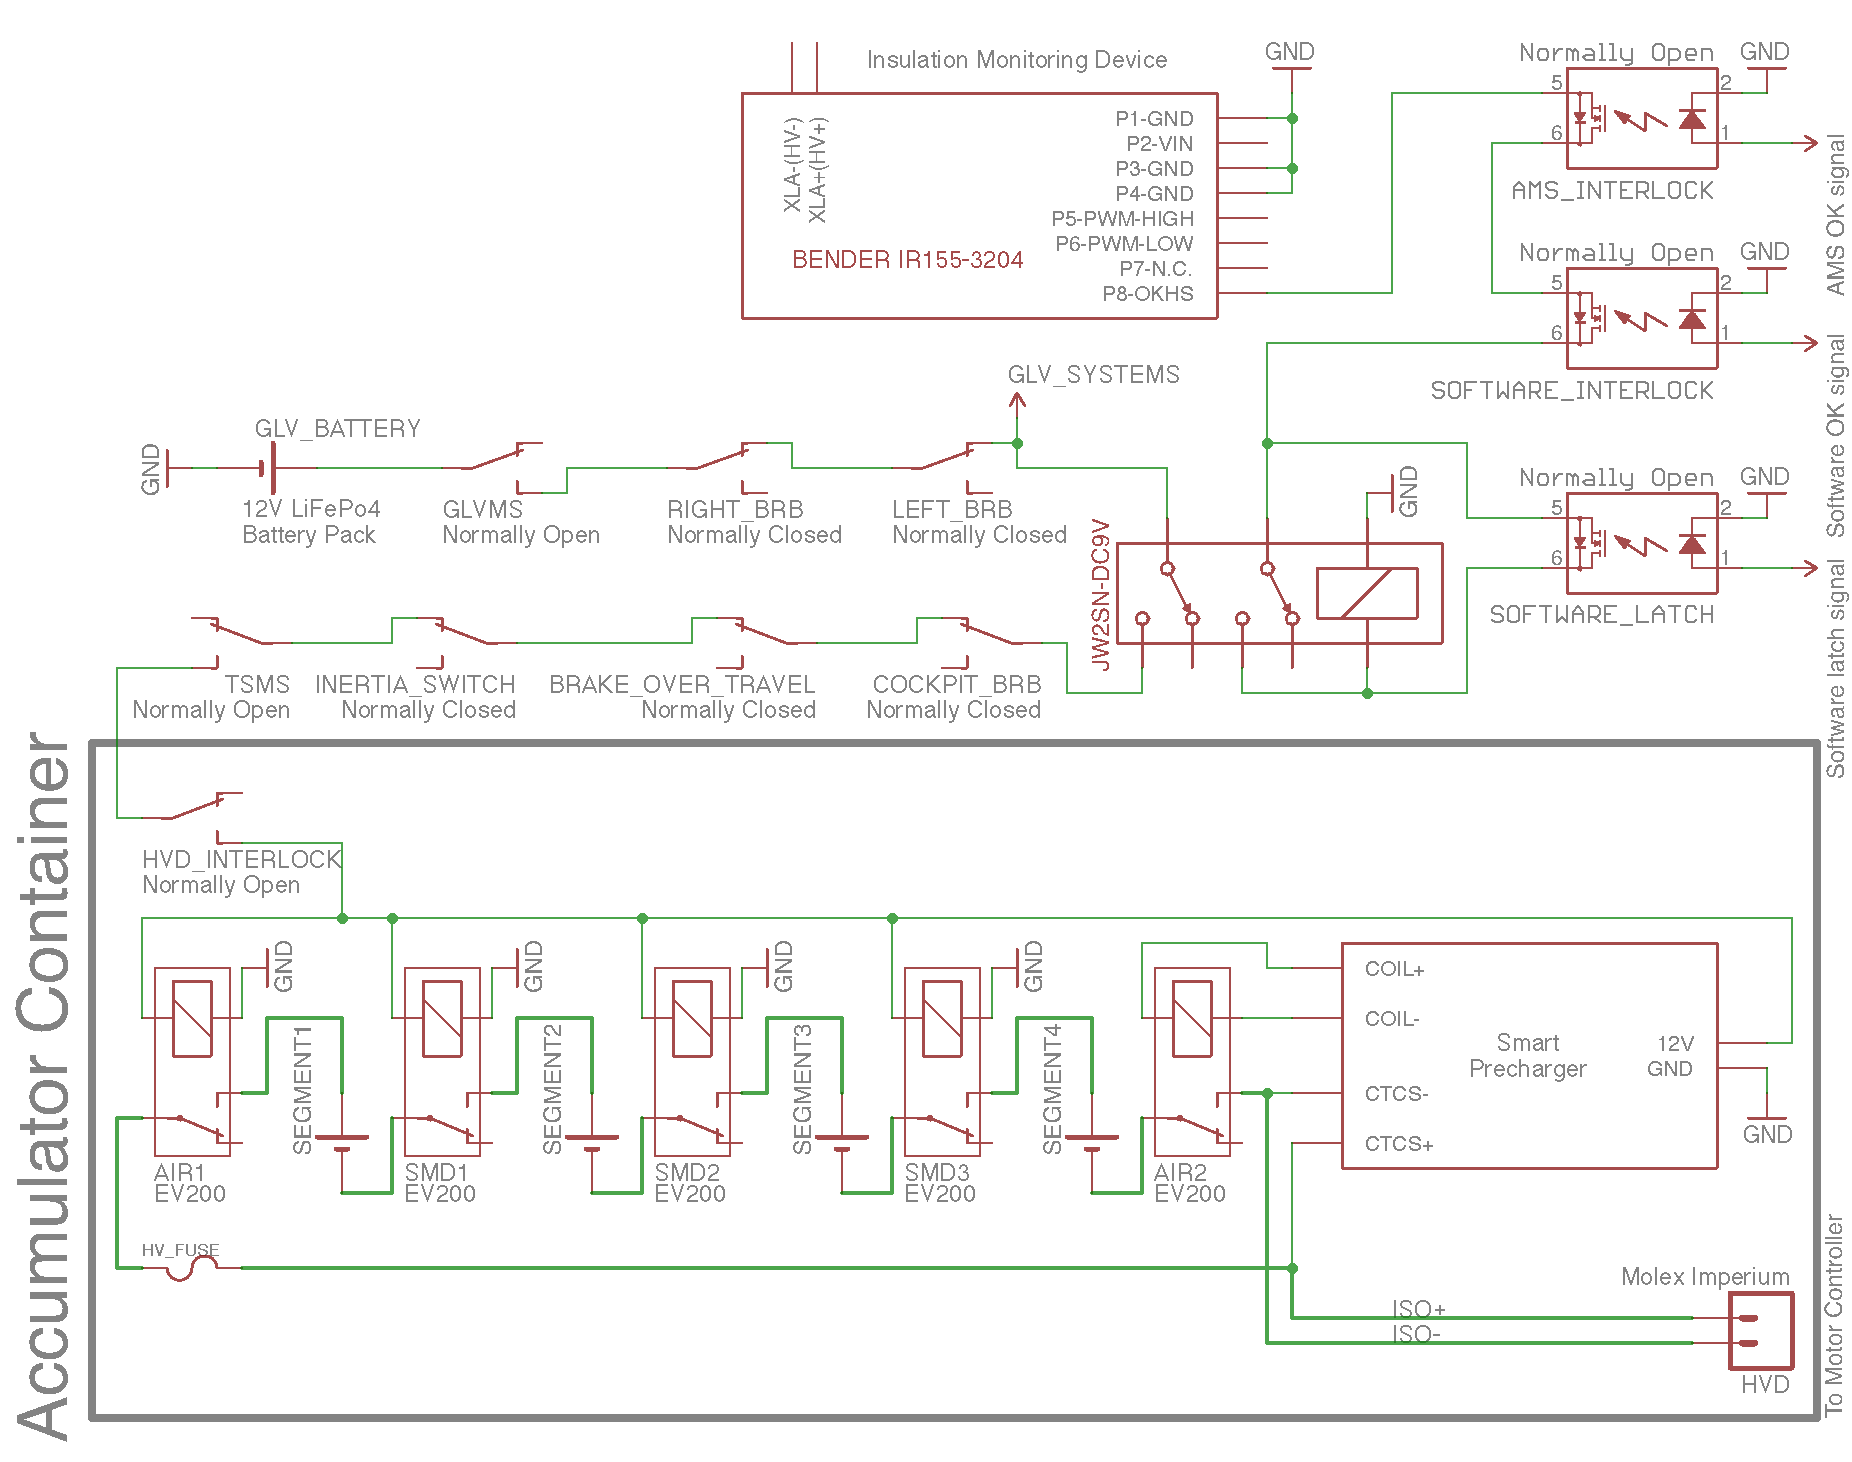 Insulation Monitoring Device
GND
Normally Open
GND
XLA-(HV-)
XLA+(HV+)
P1-GND
P2-VIN
P3-GND
P4-GND
P5-PWM-HIGH
P6-PWM-LOW
P7-N.C.
P8-OKHS
BENDER IR155-3204
5
6
2
1
AMS_INTERLOCK
AMS OK signal
Normally Open
GND
5
6
2
1
SOFTWARE_INTERLOCK
Software OK signal
GLV_SYSTEMS
GND
GLV_BATTERY
12V LiFePo4
Battery Pack
GLVMS
Normally Open
RIGHT_BRB
Normally Closed
LEFT_BRB
Normally Closed
JW2SN-DC9V
GND
Normally Open
GND
5
6
2
1
SOFTWARE_LATCH
Software latch signal
TSMS
Normally Open
INERTIA_SWITCH
Normally Closed
BRAKE_OVER_TRAVEL
Normally Closed
COCKPIT_BRB
Normally Closed
Accumulator Container
HVD_INTERLOCK
Normally Open
GND
SEGMENT1
AIR1
EV200
GND
SEGMENT2
SMD1
EV200
GND
SEGMENT3
SMD2
EV200
GND
SEGMENT4
SMD3
EV200
AIR2
EV200
COIL+
COIL-
CTCS-
CTCS+
Smart
Precharger
12V
GND
GND
HV_FUSE
ISO+
ISO-
Molex Imperium
HVD
To Motor Controller